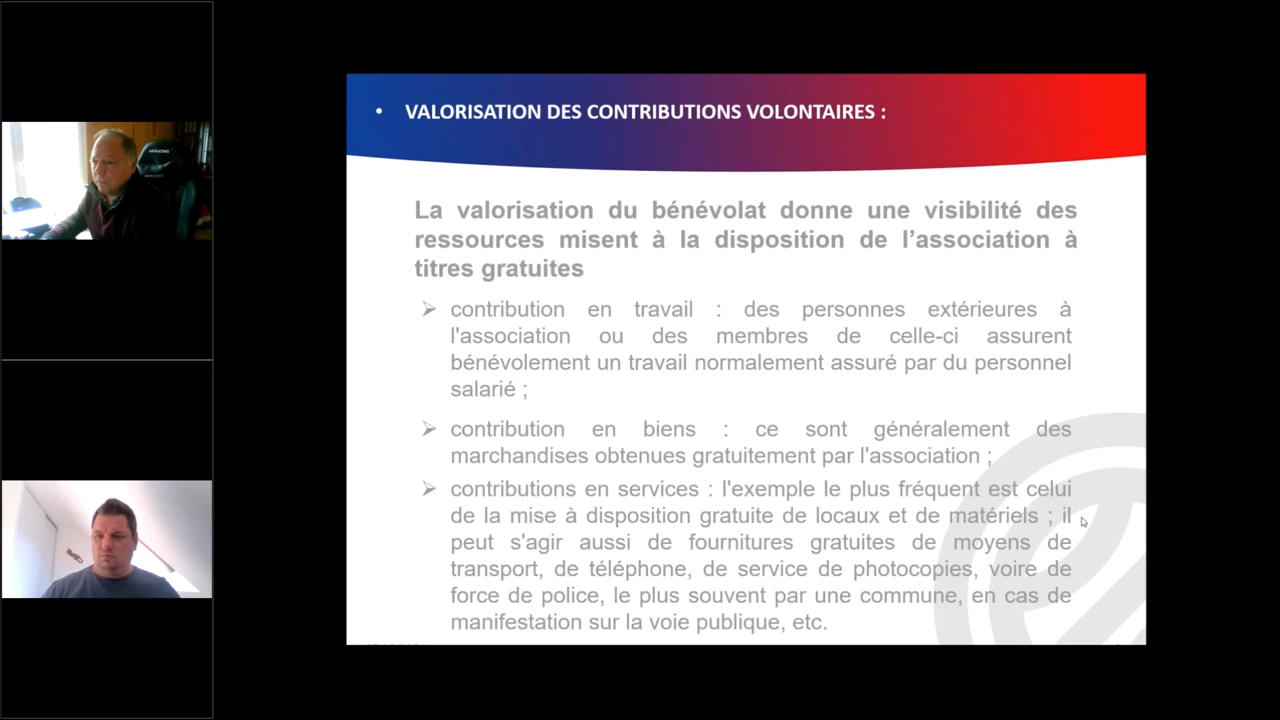 • VALORISATION DES CONTRIBUTIONS VOLONTAIRES :
La valorisation du bénévolat donne une visibilité des
ressources misent à la disposition de l’association à
titres gratuites
➢ contribution en travail : des personnes extérieures à
l'association ou des membres de celle-ci assurent
bénévolement un travail normalement assuré par du personnel
salarié ;
➢ contribution en biens : ce sont généralement des
marchandises obtenues gratuitement par l'association ;
➢ contributions en services : l'exemple le plus fréquent est celui
de la mise à disposition gratuite de locaux et de matériels ; il
peut s'agir aussi de fournitures gratuites de moyens de
transport, de téléphone, de service de photocopies, voire de
force de police, le plus souvent par une commune, en cas de
manifestation sur la voie publique, etc.